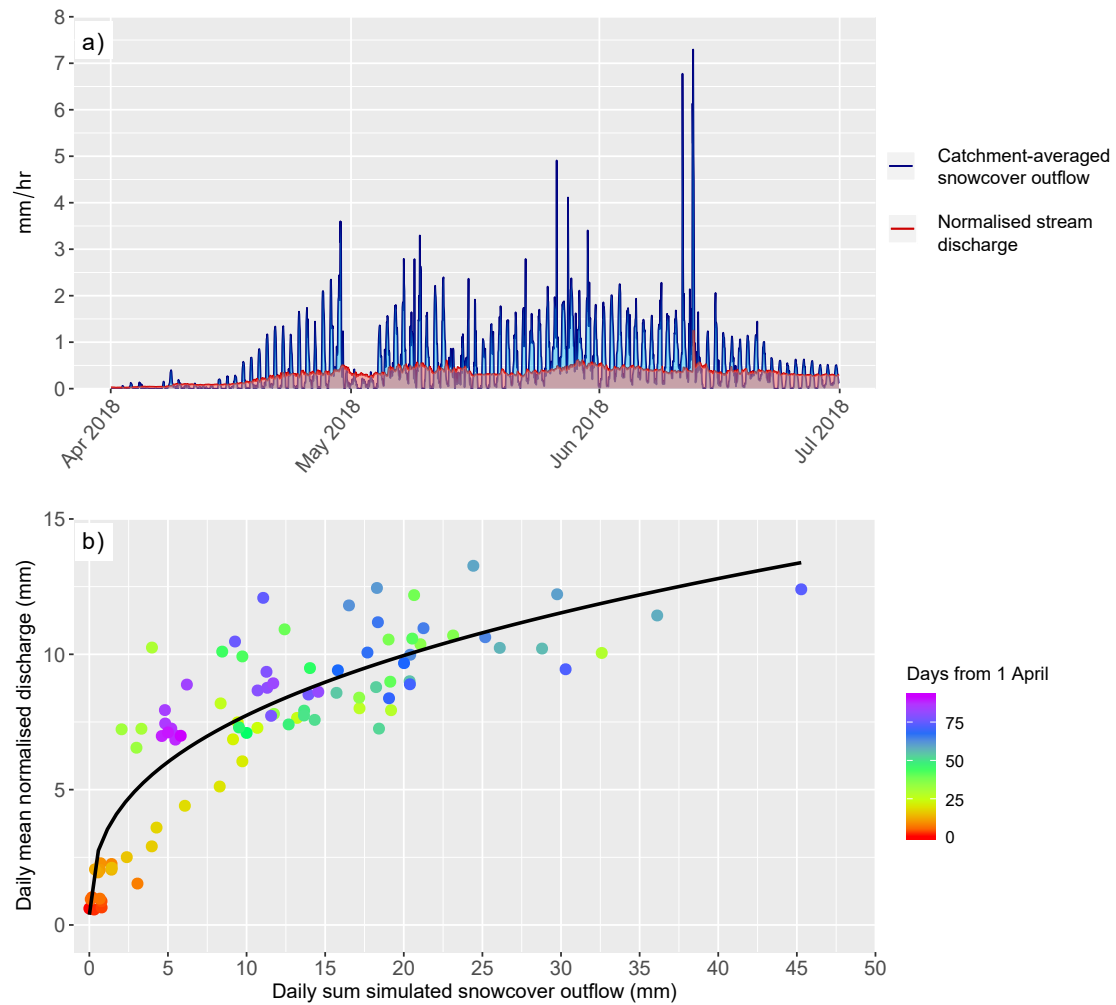 a)
8
7
6
5
4
3
2
1
0
mm/hr
Apr 2018
May 2018
Jun 2018
Jul 2018
Catchment-averaged
snowcover outflow
Normalised stream
discharge
b)
15
10
5
0
Daily mean normalised discharge (mm)
0 5 10 15 20 25 30 35 40 45 50
Daily sum simulated snowcover outflow (mm)
Days from 1 April
75
50
25
0